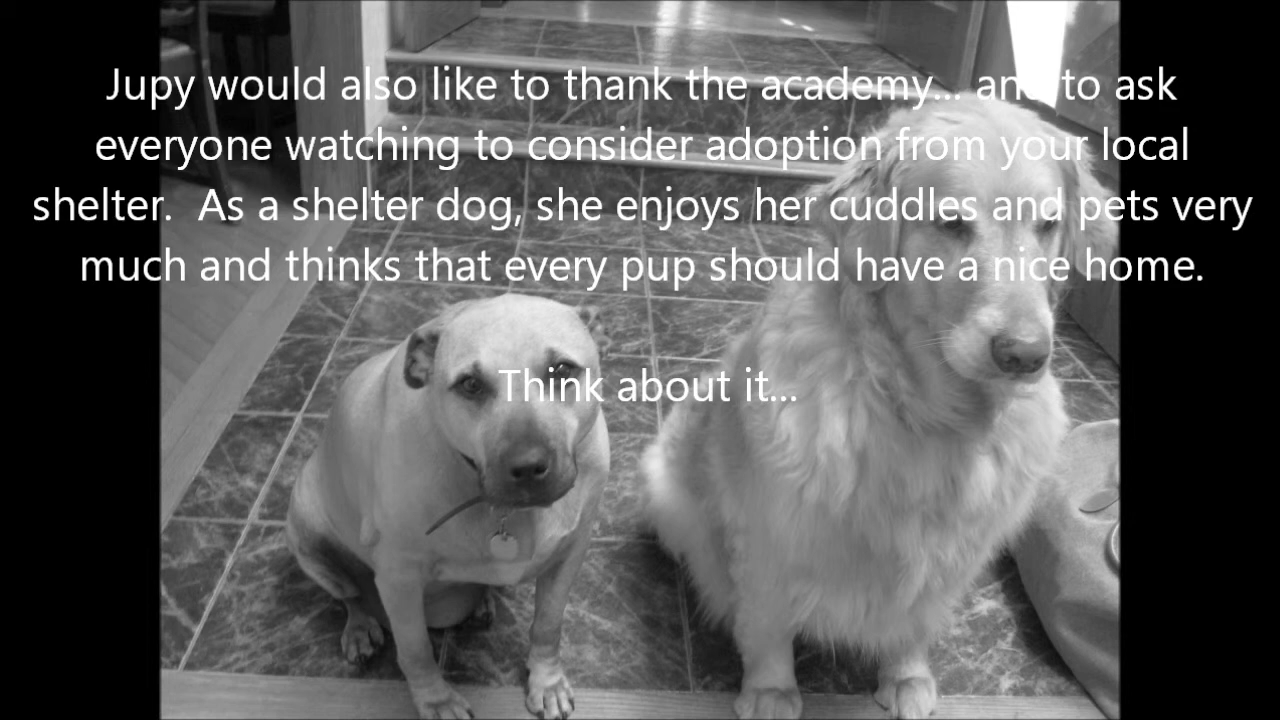 Jupy would also like to thank the academy... and to ask
everyone watching to consider adoption from your local
shelter.  As a shelter dog, she enjoys her cuddles and pets very
much and thinks that every pup should have a nice home.
Think about it...